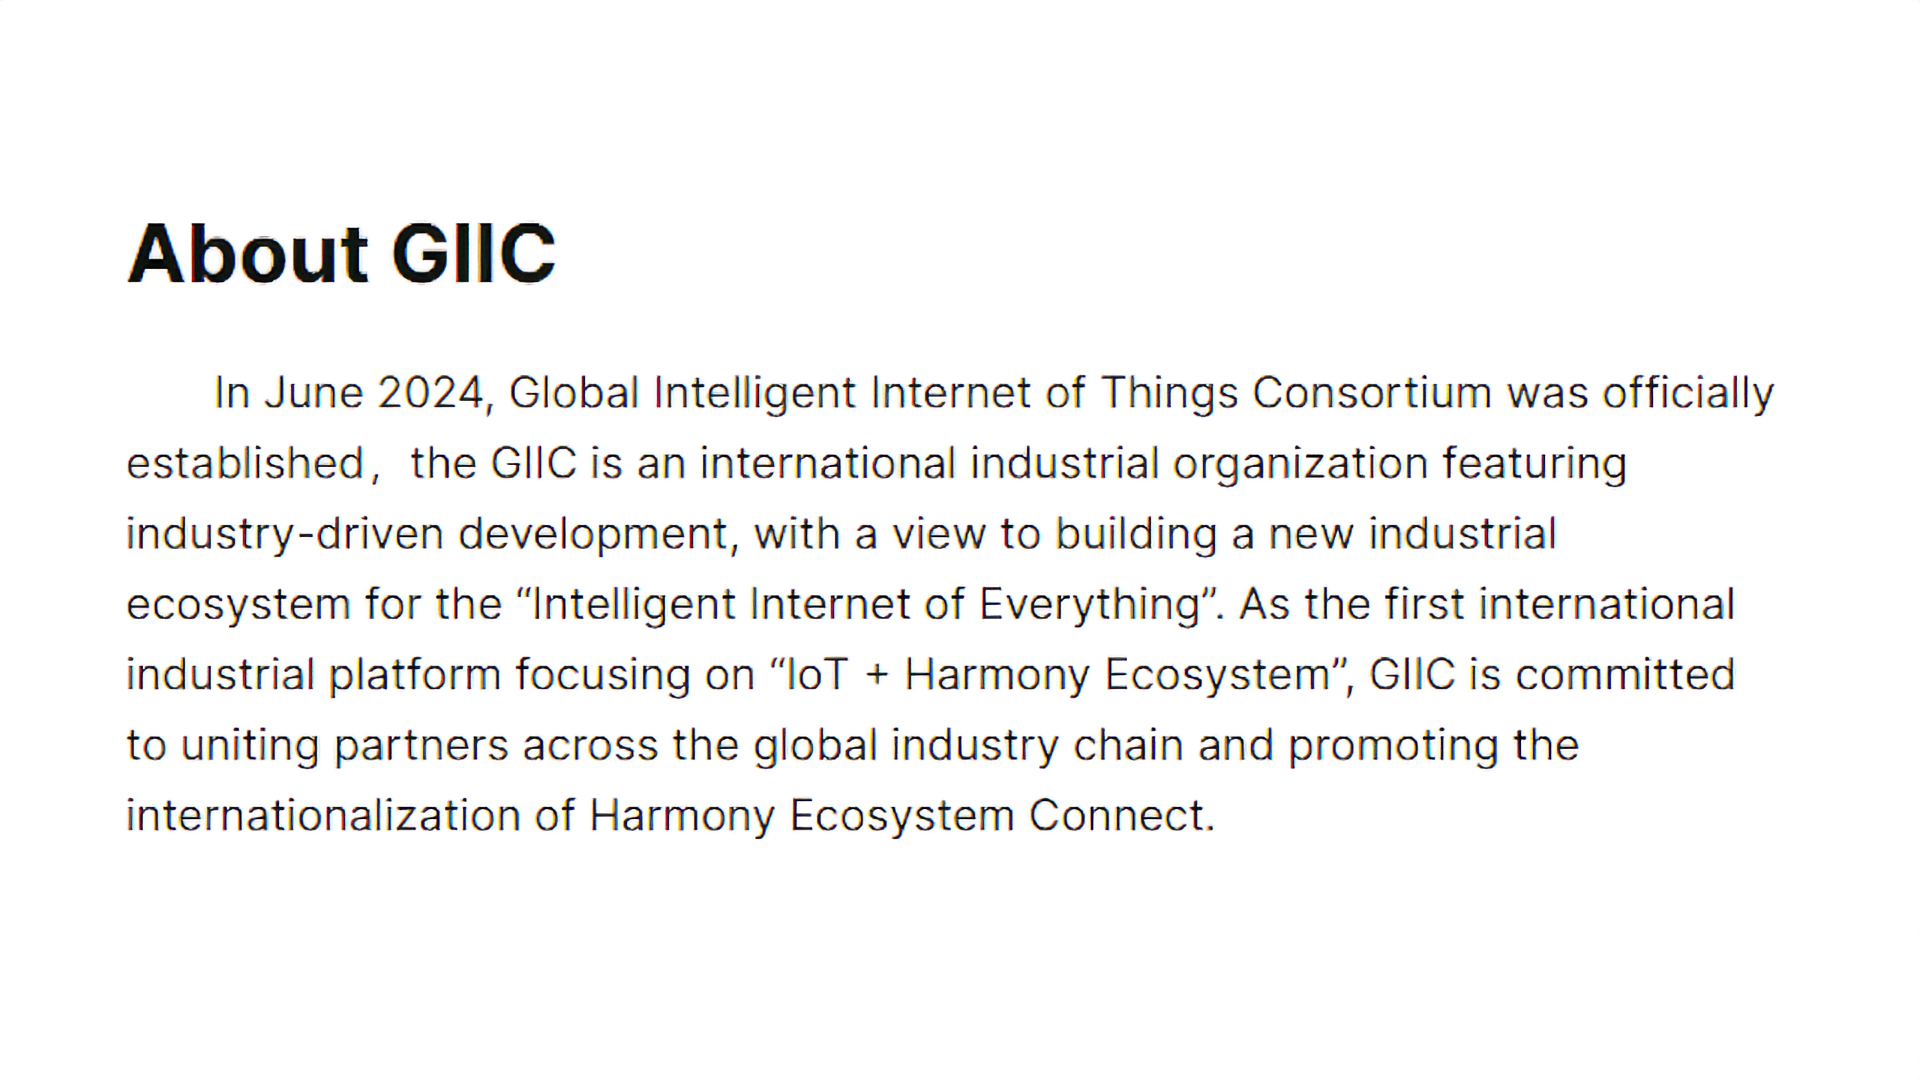 About GIIC
In June 2024, Global Intelligent Internet of Things Consortium was officially
established，the GIIC is an international industrial organization featuring
industry-driven development, with a view to building a new industrial
ecosystem for the “Intelligent Internet of Everything”. As the first international
industrial platform focusing on “IoT + Harmony Ecosystem”, GIIC is committed
to uniting partners across the global industry chain and promoting the
internationalization of Harmony Ecosystem Connect.